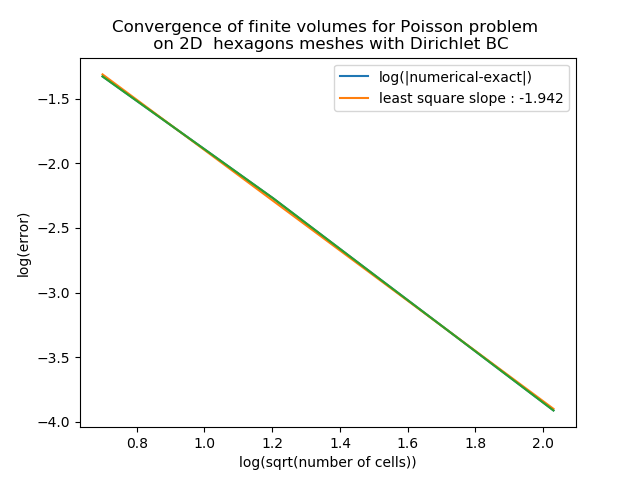 Convergence of finite volumes for Poisson problem
on 2D  hexagons meshes with Dirichlet BC
log(|numerical-exact|)
least square slope : -1.942
log(error)
−1.5
−2.0
−2.5
−3.0
−3.5
−4.0
0.8 1.0 1.2 1.4 1.6 1.8 2.0
log(sqrt(number of cells))